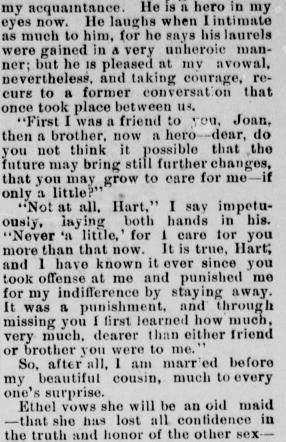 my acquaintance. He is a hero in my
eyes now. He laughs when I intimate
as much to him, for he says his laurels
were gained in a very unheroic man-
ner; but he is pleased at my avowal,
nevertheless, and taking courage, re-
curs to a former conversation that
once took place between us.
"First I was a friend to you, Joan,
then a brother, now a hero—dear, do
you not think it possible that the
future may bring still further changes,
that you may grow to care for me—if
only a little?"
"Not at all, Hart," I say impetu-
ously, laying both hands in his.
"Never 'a little,' for I care for you
more than that now. It is true, Hart,
and I have known it ever since you
took offense at me and punished me
for my indifference by staying away.
It was a punishment, and through
missing you I first learned how much,
very much, dearer than either friend
or brother you were to me."
So, after all, I am married before
my beautiful cousin, much to every
one's surprise.
Ethel vows she will be an old maid
—that she has lost all confidence in
the truth and honor of the other sex—